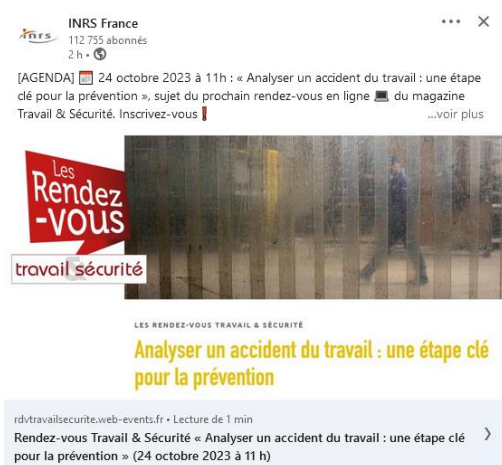 inrs
INRS France
112 755 abonnés
2 h •
[AGENDA] 📅 24 octobre 2023 à 11h : « Analyser un accident du travail : une étape
clé pour la prévention », sujet du prochain rendez-vous en ligne 💻 du magazine
Travail & Sécurité. Inscrivez-vous❗
...voir plus
Les
Rendez
-vous
travail & sécurité
LES RENDEZ-VOUS TRAVAIL & SÉCURITÉ
Analyser un accident du travail : une étape clé
pour la prévention
rdvtravailsecurite.web-events.fr • Lecture de 1 min
Rendez-vous Travail & Sécurité « Analyser un accident du travail : une étape clé
pour la prévention » (24 octobre 2023 à 11 h)